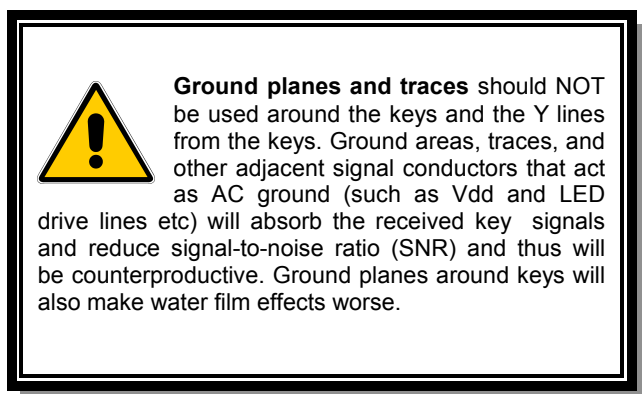 Ground planes and traces should NOT
be used around the keys and the Y lines
from the keys. Ground areas, traces, and
other adjacent signal conductors that act
as AC ground (such as Vdd and LED
drive lines etc) will absorb the received key signals
and reduce signal-to-noise ratio (SNR) and thus will
be counterproductive. Ground planes around keys will
also make water film effects worse.